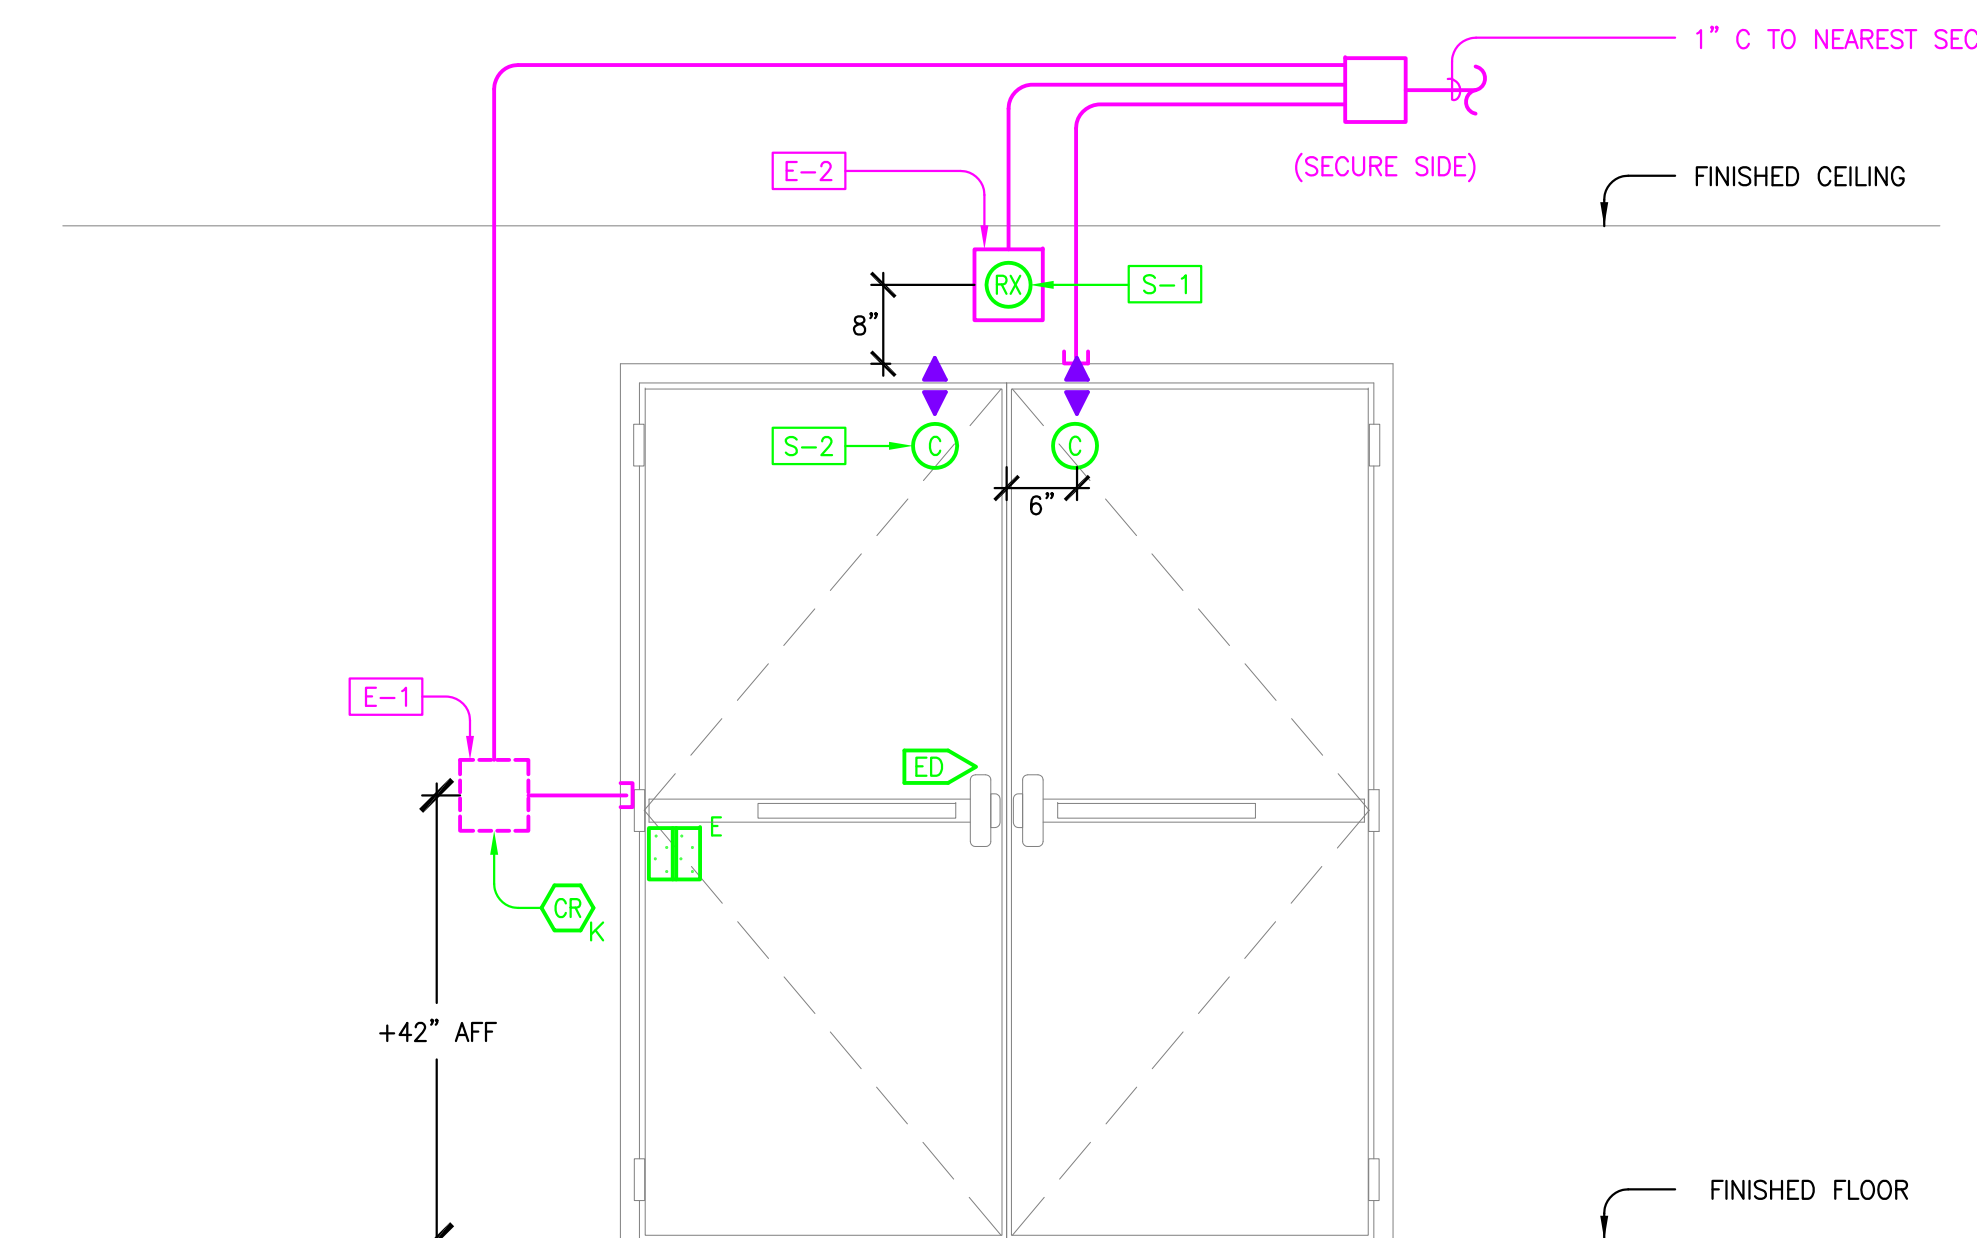 1” C TO NEAREST SEC
(SECURE SIDE)
E-2
FINISHED CEILING
RX
S-1
8”
S-2
C
C
6”
E-1
ED
E
CR
K
+42” AFF
FINISHED FLOOR